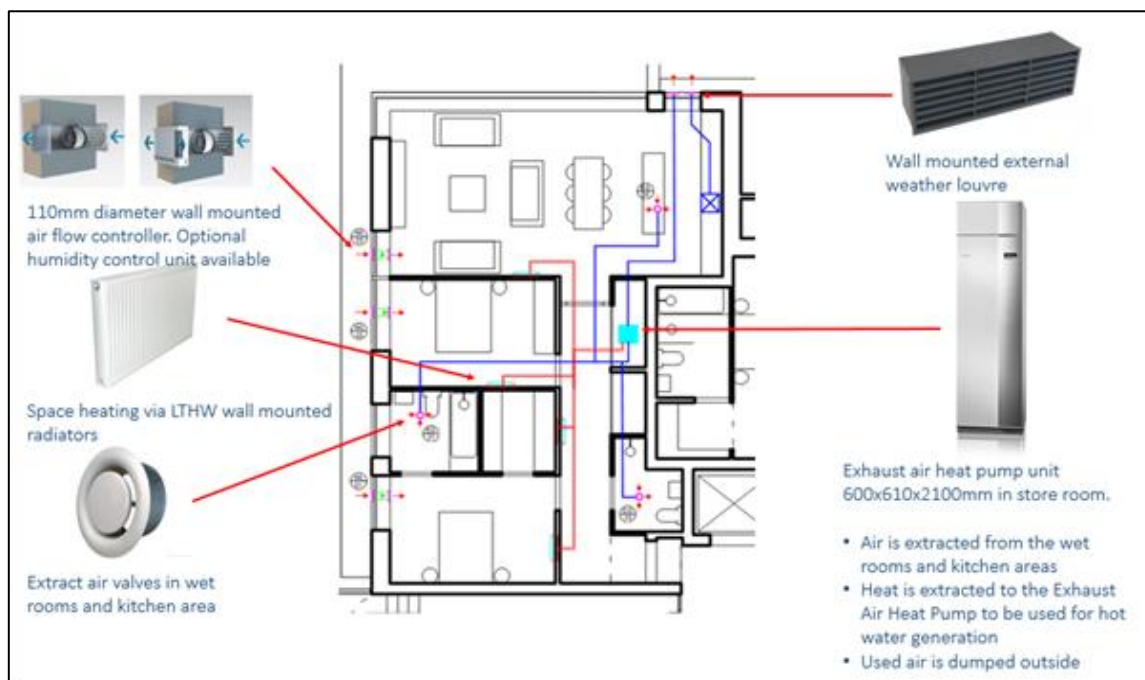 110mm diameter wall mounted
air flow controller. Optional
humidity control unit available
Space heating via LTHW wall mounted
radiators
Extract air valves in wet
rooms and kitchen area
Wall mounted external
weather louvre
Exhaust air heat pump unit
600x610x2100mm in store room.
• Air is extracted from the wet
rooms and kitchen areas
• Heat is extracted to the Exhaust
Air Heat Pump to be used for hot
water generation
• Used air is dumped outside